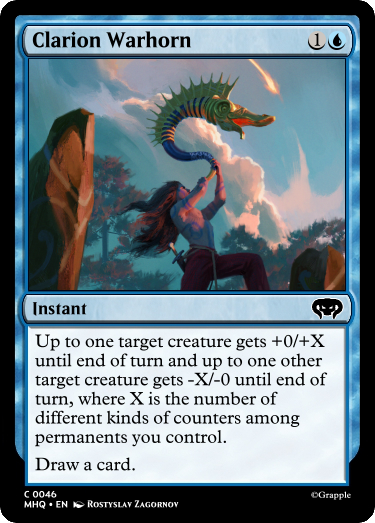 Clarion Warhorn 1
Instant
Up to one target creature gets +0/+X
until end of turn and up to one other
target creature gets -X/-0 until end of
turn, where X is the number of
different kinds of counters among
permanents you control.
Draw a card.
C 0046
MHQ • EN Rostyslav Zagornov
©Grapple